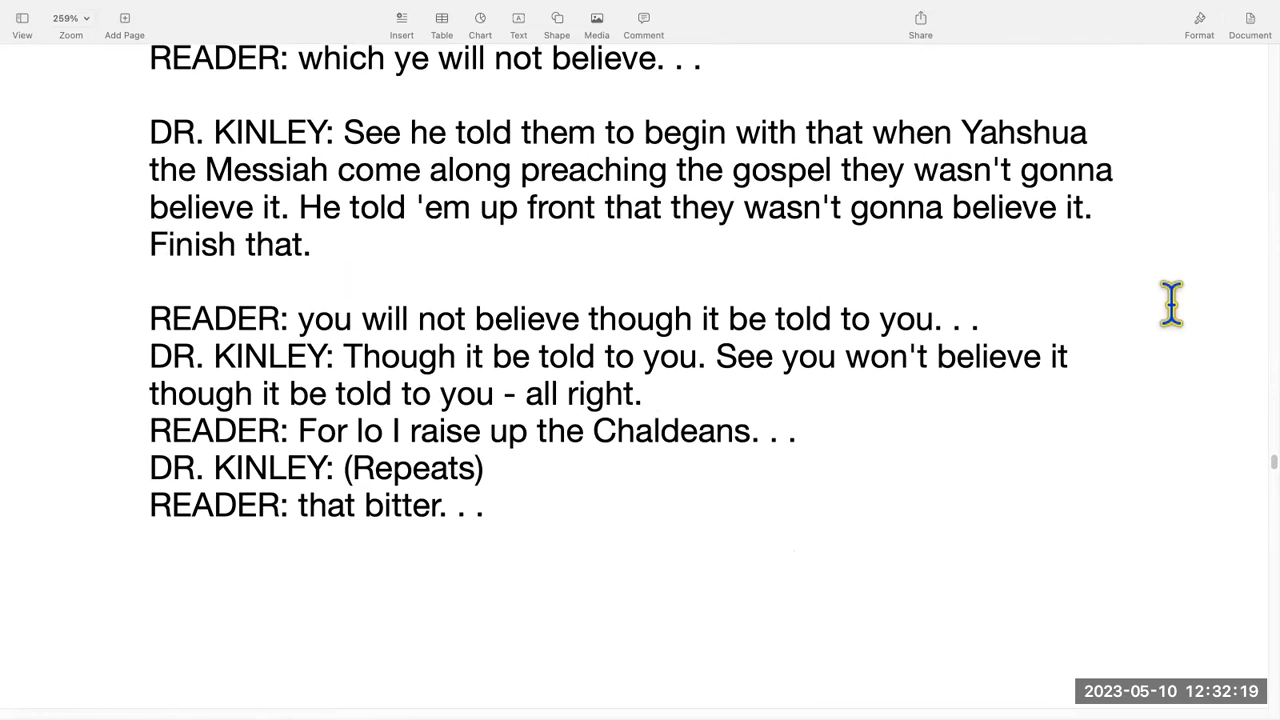 259%
View
Zoom
Add Page
Insert
Table
Chart
Text
Shape
Media
Comment
Share
Format
Document
READER: which ye will not believe. . .
DR. KINLEY: See he told them to begin with that when Yahshua
the Messiah come along preaching the gospel they wasn't gonna
believe it. He told 'em up front that they wasn't gonna believe it.
Finish that.
READER: you will not believe though it be told to you. . .
DR. KINLEY: Though it be told to you. See you won't believe it
though it be told to you - all right.
READER: For lo I raise up the Chaldeans. . .
DR. KINLEY: (Repeats)
READER: that bitter. . .
2023-05-10 12:32:19